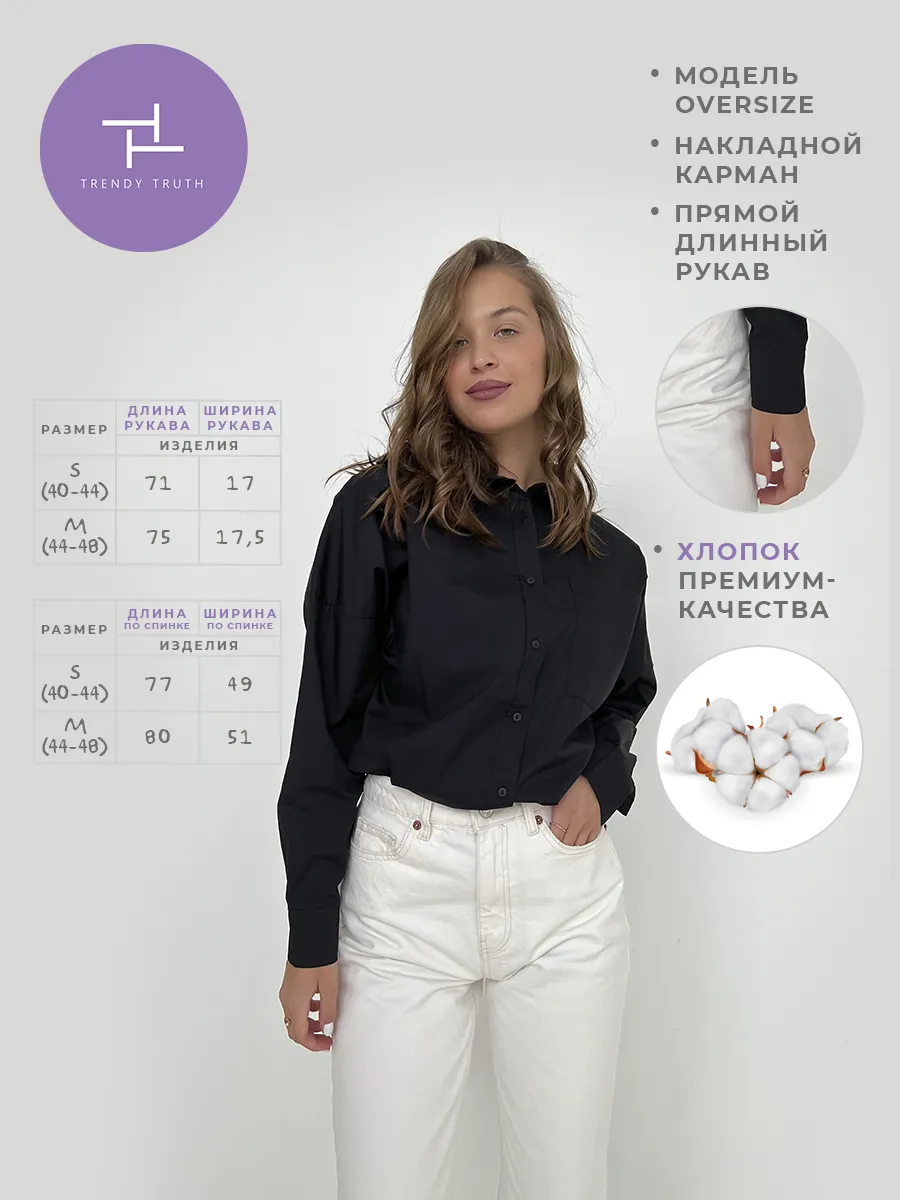 TRENDY TRUTH
• МОДЕЛЬ
OVERSIZE
• НАКЛАДНОЙ
КАРМАН
• ПРЯМОЙ
ДЛИННЫЙ
РУКАВ
РАЗМЕР
ДЛИНА
РУКАВА
ШИРИНА
РУКАВА
ИЗДЕЛИЯ
S
(40-44)
71
17
M
(44-48)
75
17,5
• ХЛОПОК
ПРЕМИУМ-
КАЧЕСТВА
РАЗМЕР
ДЛИНА
ПО СПИНКЕ
ШИРИНА
ПО СПИНКЕ
ИЗДЕЛИЯ
S
(40-44)
77
49
M
(44-48)
80
51